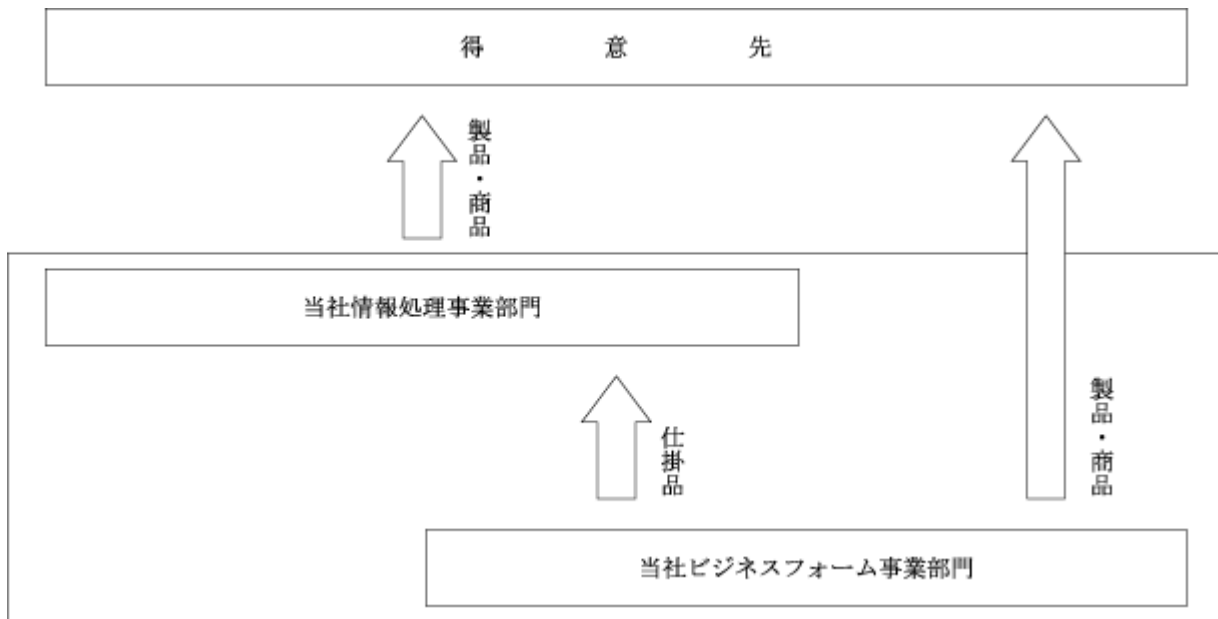 得意先
製品・商品
当社情報処理事業部門
仕掛品
製品・商品
当社ビジネスフォーム事業部門